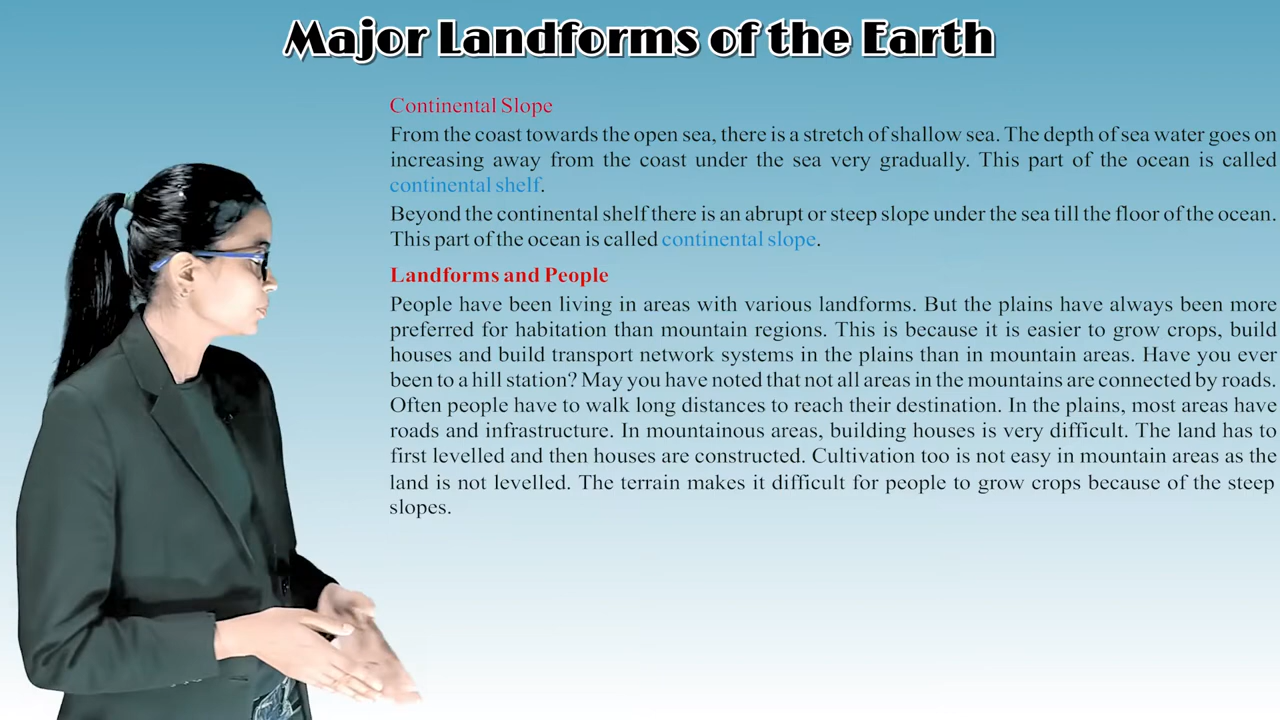 Major Landforms of the Earth
Continental Slope
From the coast towards the open sea, there is a stretch of shallow sea. The depth of sea water goes on
increasing away from the coast under the sea very gradually. This part of the ocean is called
continental shelf.
Beyond the continental shelf there is an abrupt or steep slope under the sea till the floor of the ocean.
This part of the ocean is called continental slope.
Landforms and People
People have been living in areas with various landforms. But the plains have always been more
preferred for habitation than mountain regions. This is because it is easier to grow crops, build
houses and build transport network systems in the plains than in mountain areas. Have you ever
been to a hill station? May you have noted that not all areas in the mountains are connected by roads.
Often people have to walk long distances to reach their destination. In the plains, most areas have
roads and infrastructure. In mountainous areas, building houses is very difficult. The land has to
first levelled and then houses are constructed. Cultivation too is not easy in mountain areas as the
land is not levelled. The terrain makes it difficult for people to grow crops because of the steep
slopes.